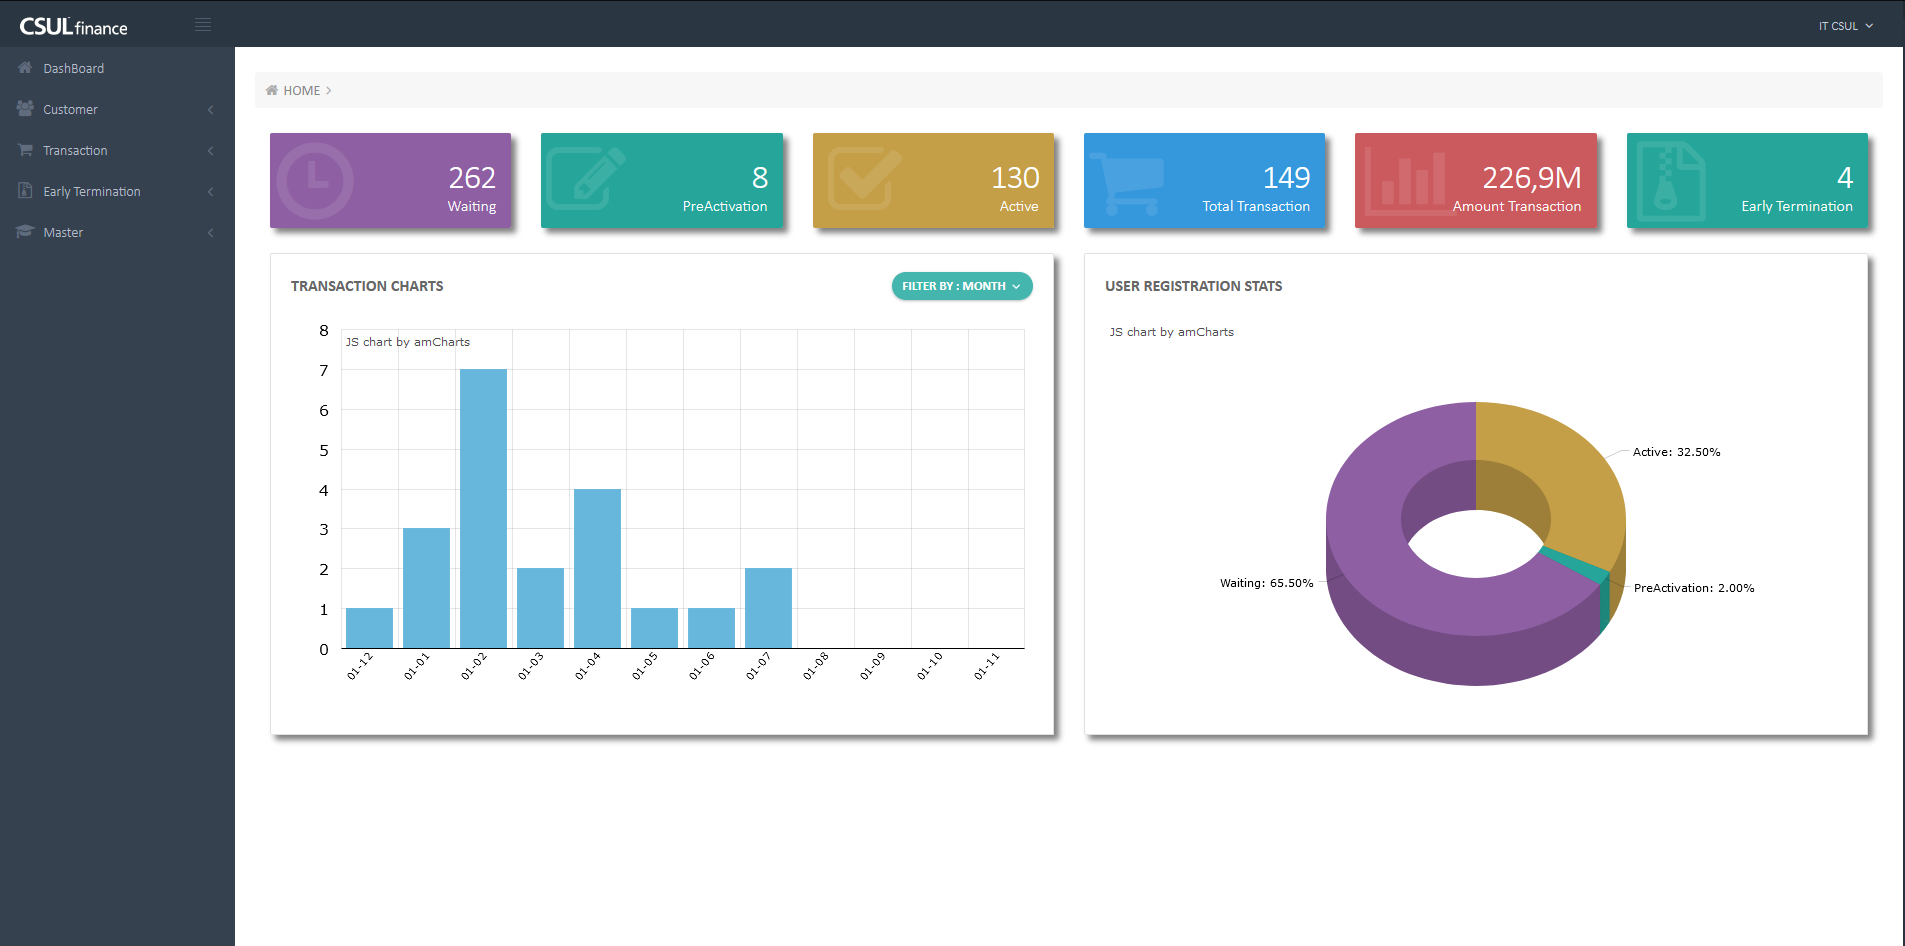 CSUL finance
IT CSUL
DashBoard
Customer
Transaction
Early Termination
Master
HOME
262
Waiting
8
PreActivation
130
Active
149
Total Transaction
226,9M
Amount Transaction
4
Early Termination
TRANSACTION CHARTS
FILTER BY : MONTH
JS chart by amCharts
8
7
6
5
4
3
2
1
0
01-12
01-01
01-02
01-03
01-04
01-05
01-06
01-07
01-08
01-09
01-10
01-11
USER REGISTRATION STATS
JS chart by amCharts
Active: 32.50%
Waiting: 65.50%
PreActivation: 2.00%